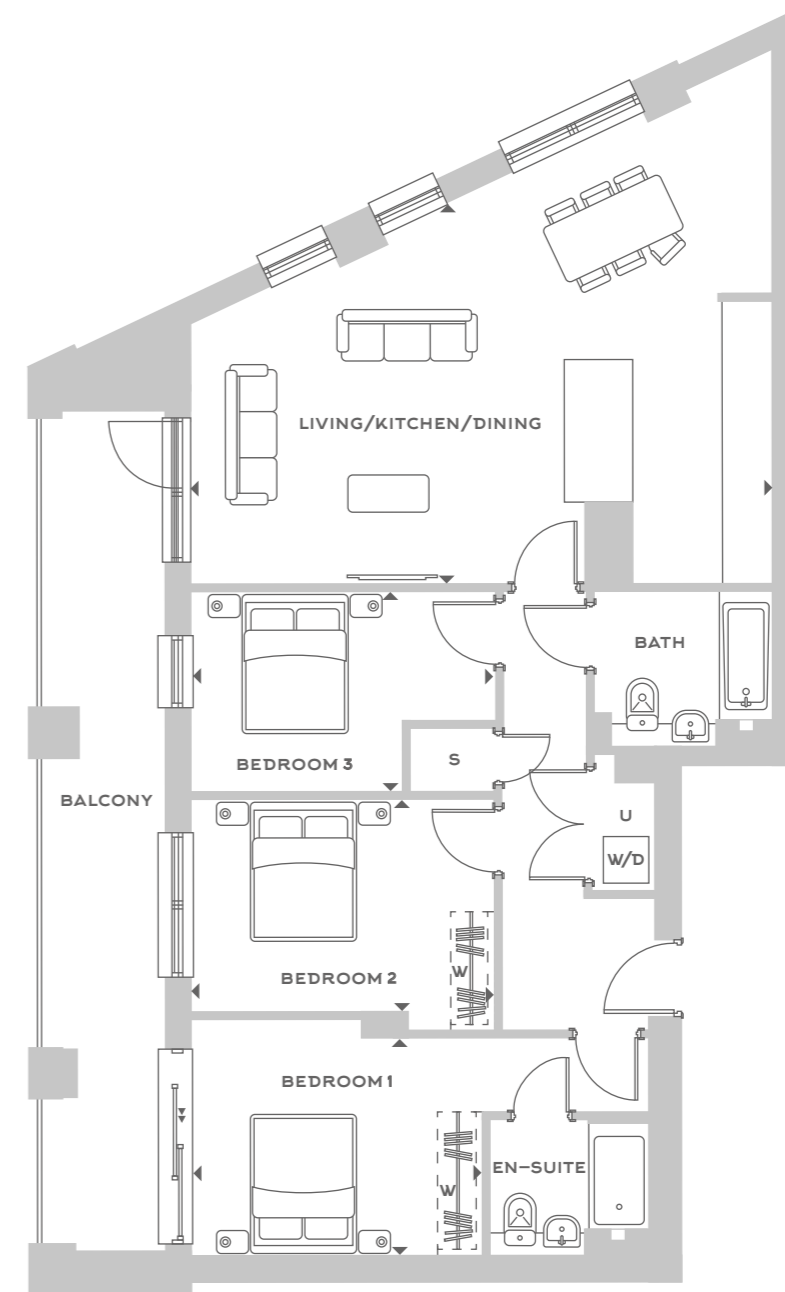 LIVING/KITCHEN/DINING
BATH
BEDROOM 3
S
BALCONY
U
W/D
BEDROOM 2
W
BEDROOM 1
EN-SUITE
W